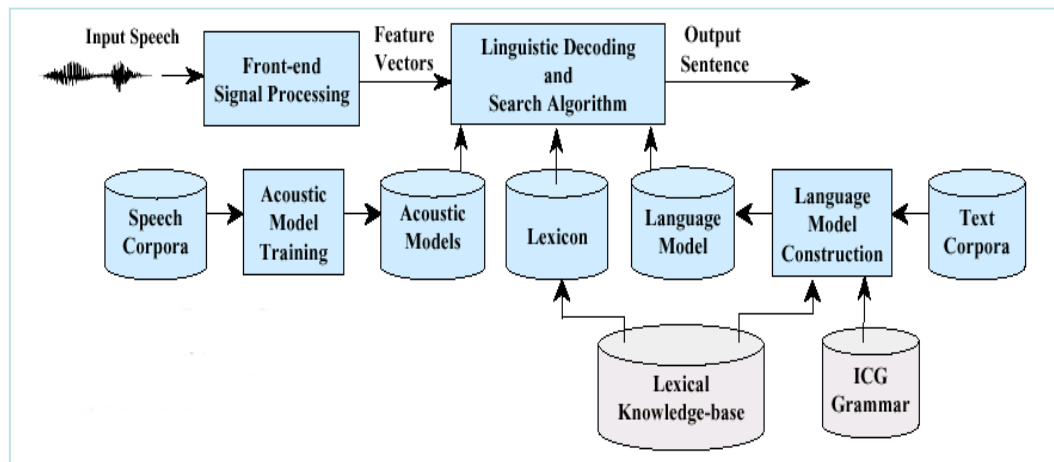 Input Speech
Front-end
Signal Processing
Feature
Vectors
Linguistic Decoding
and
Search Algorithm
Output
Sentence
Speech
Corpora
Acoustic
Model
Training
Acoustic
Models
Lexicon
Language
Model
Language
Model
Construction
Text
Corpora
Lexical
Knowledge-base
ICG
Grammar